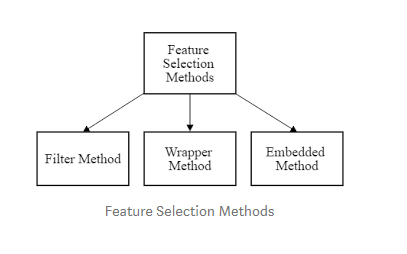 Feature
Selection
Methods
Filter Method
Wrapper
Method
Embedded
Method
Feature Selection Methods